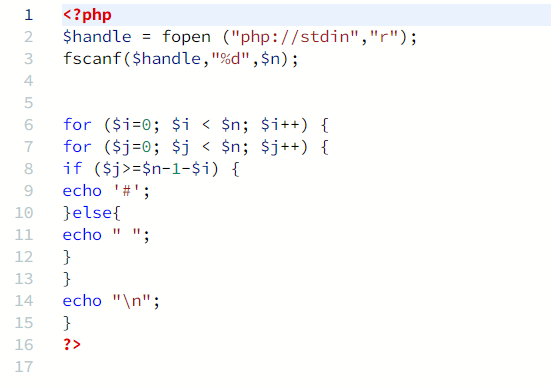 1 <?php
2 $handle = fopen ("php://stdin","r");
3 fscanf($handle,"%d",$n);
4
5
6 for ($i=0; $i < $n; $i++) {
7 for ($j=0; $j < $n; $j++) {
8 if ($j>=$n-1-$i) {
9 echo '#';
10 }else{
11 echo " ";
12 }
13 }
14 echo "\n";
15 }
16 ?>
17